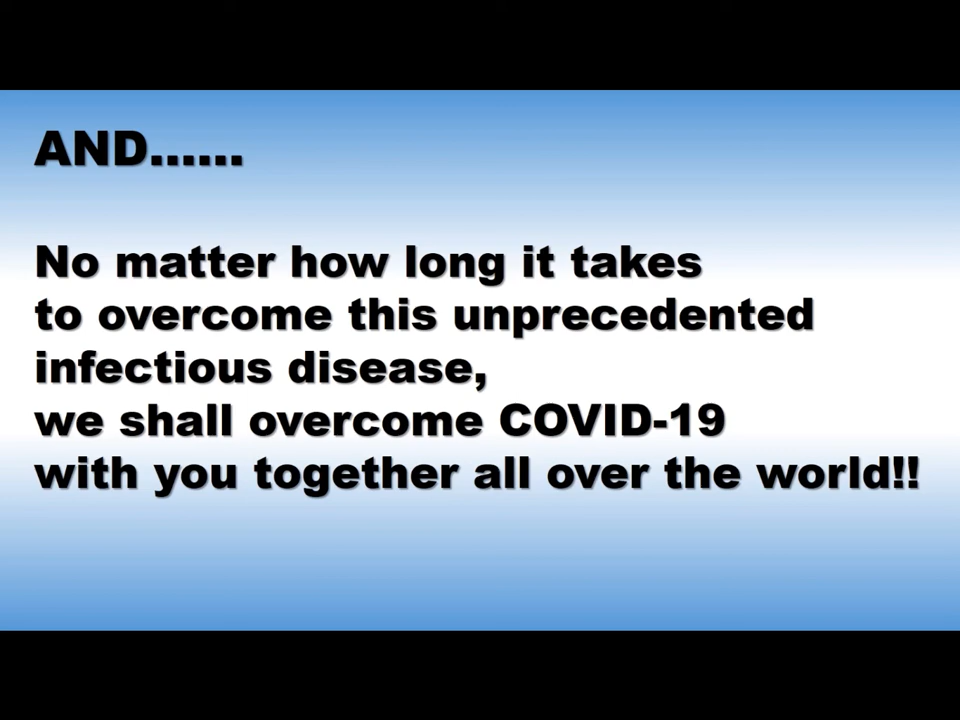 AND......
No matter how long it takes
to overcome this unprecedented
infectious disease,
we shall overcome COVID-19
with you together all over the world!!